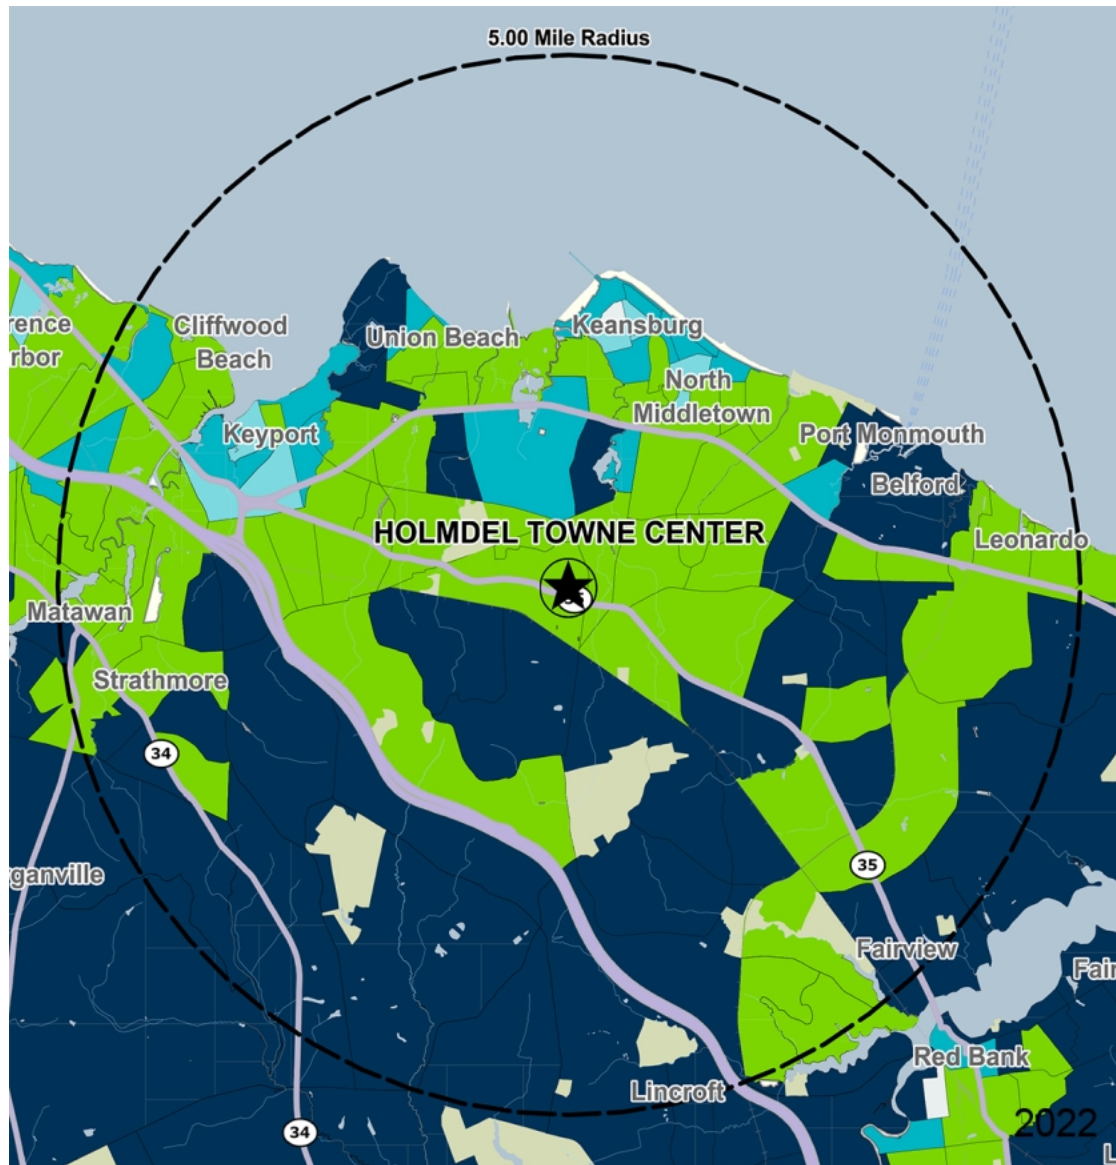 5.00 Mile Radius
rence
rbor
Cliffwood
Beach
Union Beach
Keansburg
North
Middletown
Keyport
Port Monmouth
Belford
HOLMDEL TOWNE CENTER
Leonardo
Matawan
Strathmore
34
rganville
35
Fairview
Fair
Red Bank
Lincroft
2022
34
L